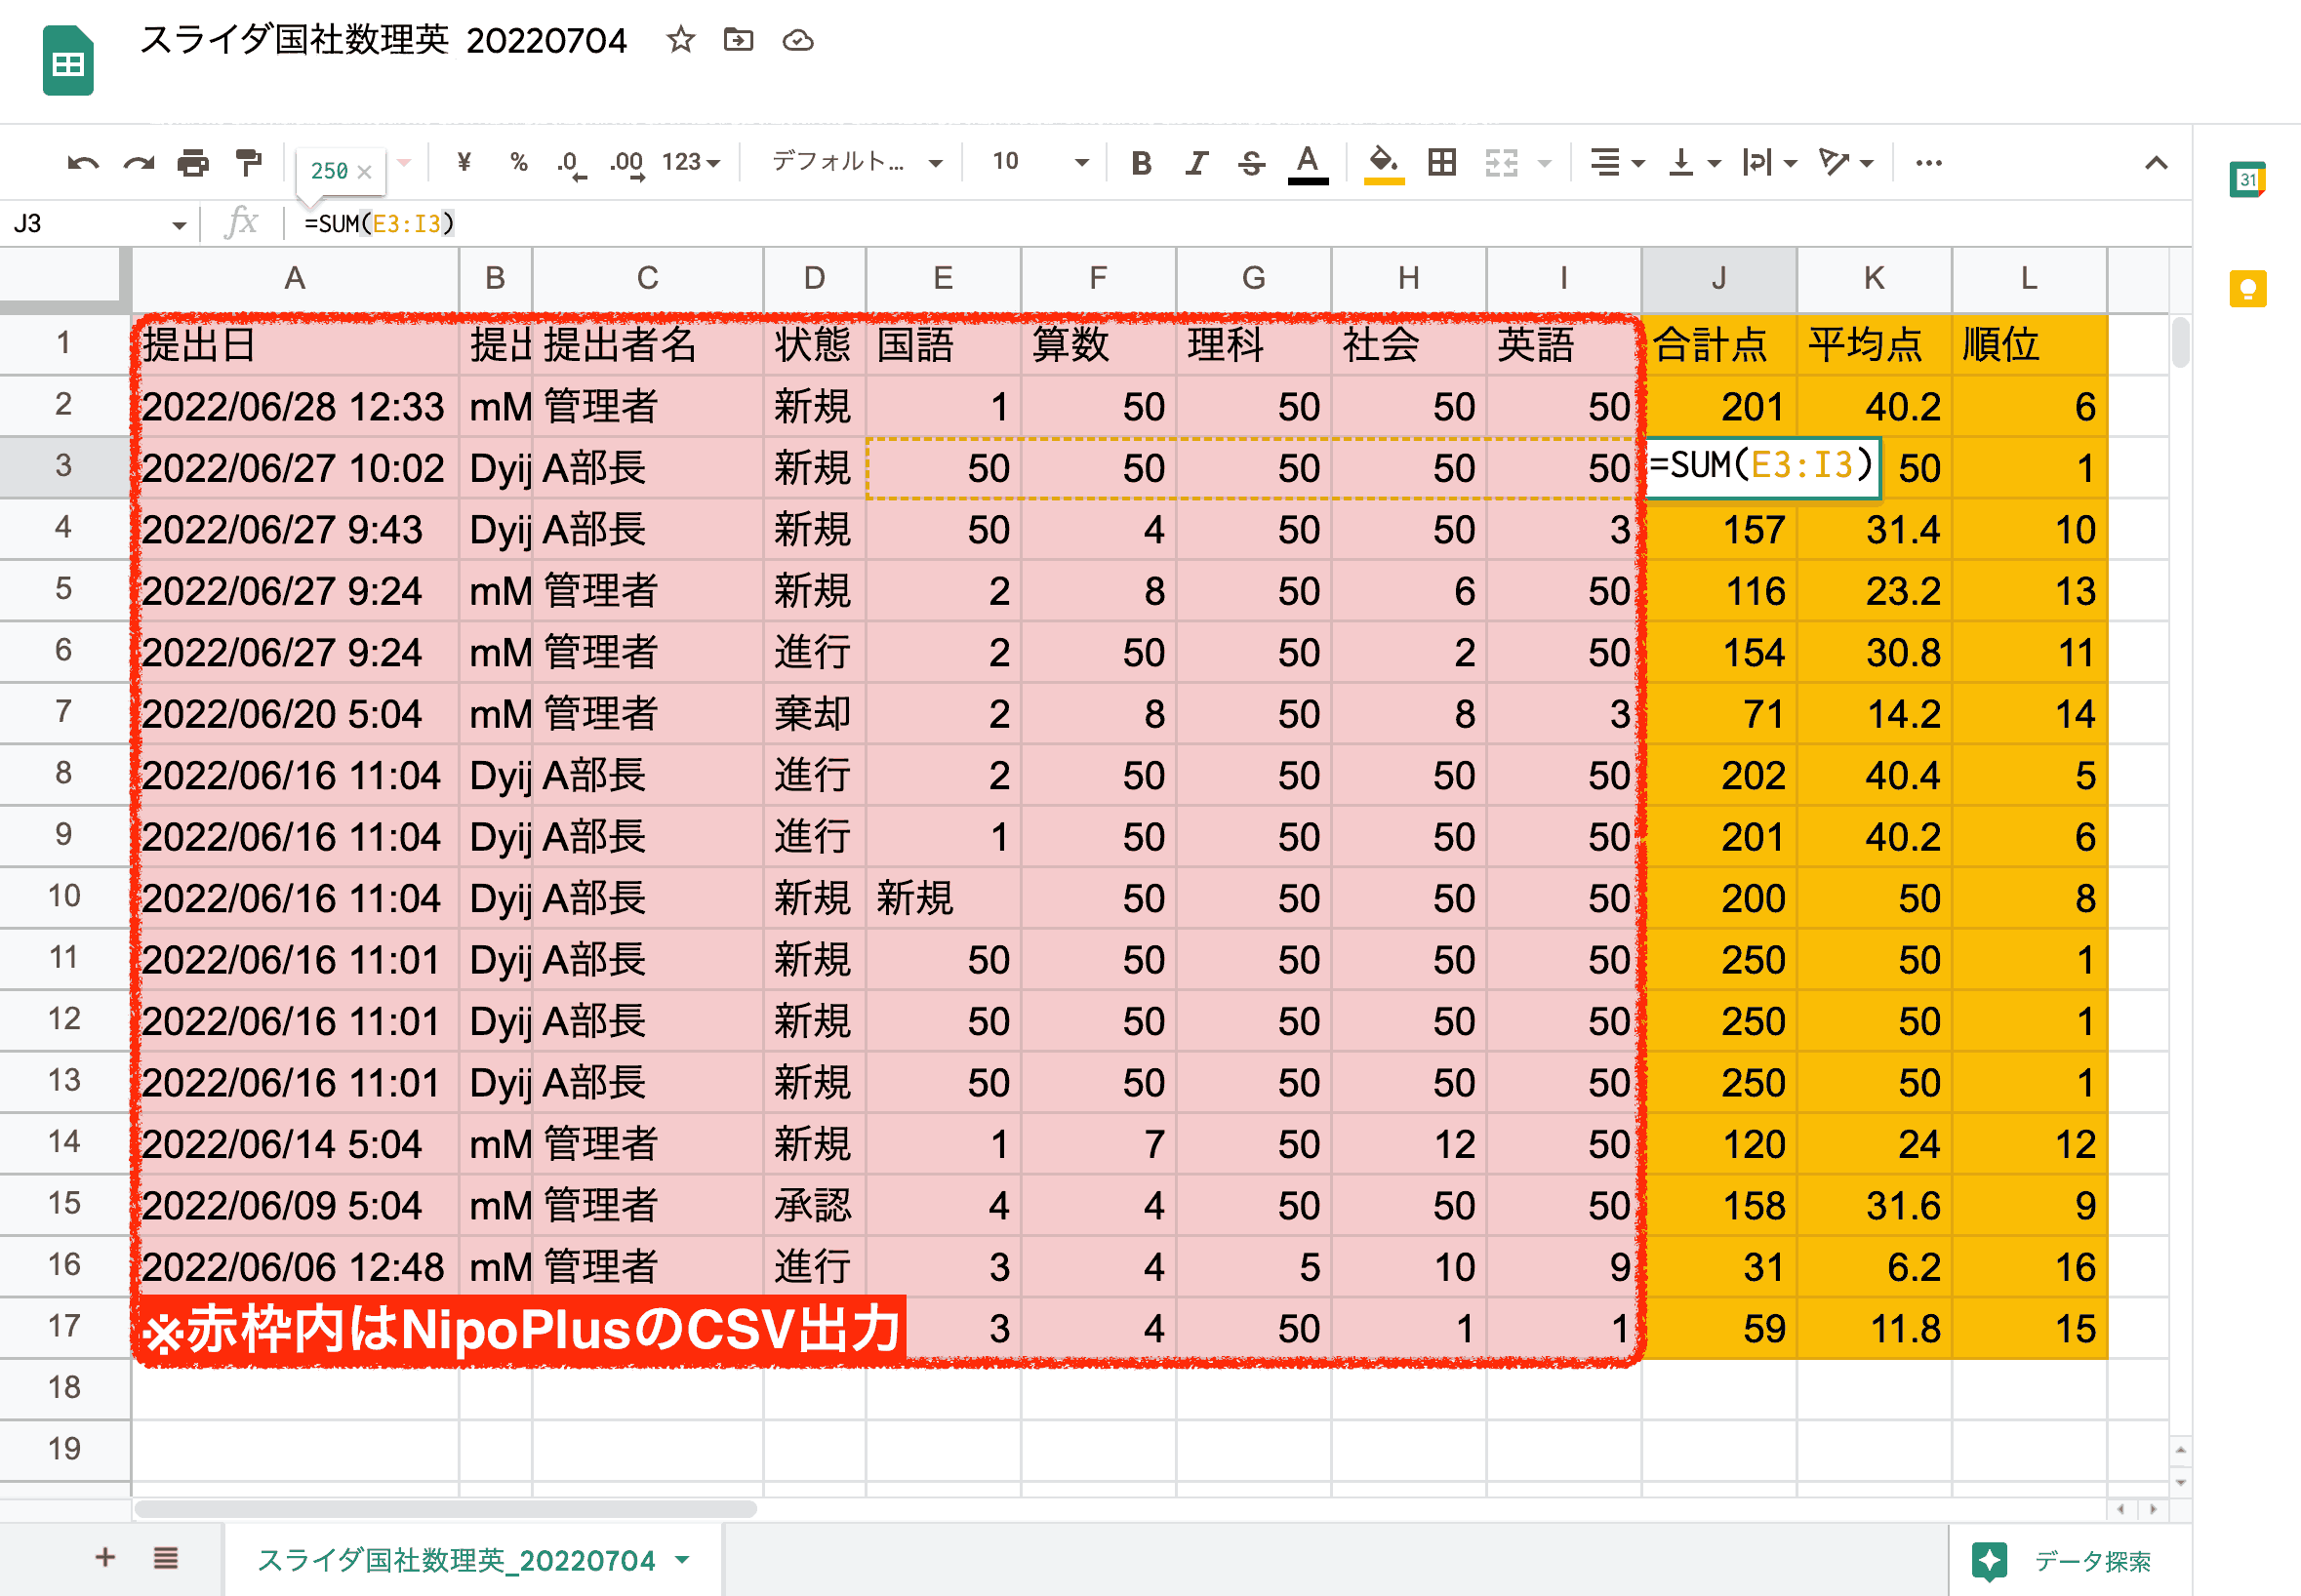 スライダ国社数理英 20220704
250 × ¥ % .0 .00 123 デフォルト... 10 B I S A ... 31
J3 fx =SUM(E3:I3)
A B C D E F G H I J K L
1 提出日 提出 提出者名 状態 国語 算数 理科 社会 英語 合計点 平均点 順位
2 2022/06/28 12:33 mM 管理者 新規 1 50 50 50 50 201 40.2 6
3 2022/06/27 10:02 Dyij A部長 新規 50 50 50 50 50 =SUM(E3:I3) 50 1
4 2022/06/27 9:43 Dyij A部長 新規 50 4 50 50 3 157 31.4 10
5 2022/06/27 9:24 mM 管理者 新規 2 8 50 6 50 116 23.2 13
6 2022/06/27 9:24 mM 管理者 進行 2 50 50 2 50 154 30.8 11
7 2022/06/20 5:04 mM 管理者 棄却 2 8 50 8 3 71 14.2 14
8 2022/06/16 11:04 Dyij A部長 進行 2 50 50 50 50 202 40.4 5
9 2022/06/16 11:04 Dyij A部長 進行 1 50 50 50 50 201 40.2 6
10 2022/06/16 11:04 Dyij A部長 新規 新規 50 50 50 50 200 50 8
11 2022/06/16 11:01 Dyij A部長 新規 50 50 50 50 50 250 50 1
12 2022/06/16 11:01 Dyij A部長 新規 50 50 50 50 50 250 50 1
13 2022/06/16 11:01 Dyij A部長 新規 50 50 50 50 50 250 50 1
14 2022/06/14 5:04 mM 管理者 新規 1 7 50 12 50 120 24 12
15 2022/06/09 5:04 mM 管理者 承認 4 4 50 50 50 158 31.6 9
16 2022/06/06 12:48 mM 管理者 進行 3 4 5 10 9 31 6.2 16
17 ※赤枠内はNipoPlusのCSV出力 3 4 50 1 1 59 11.8 15
18
19
+ スライダ国社数理英_20220704 データ探索